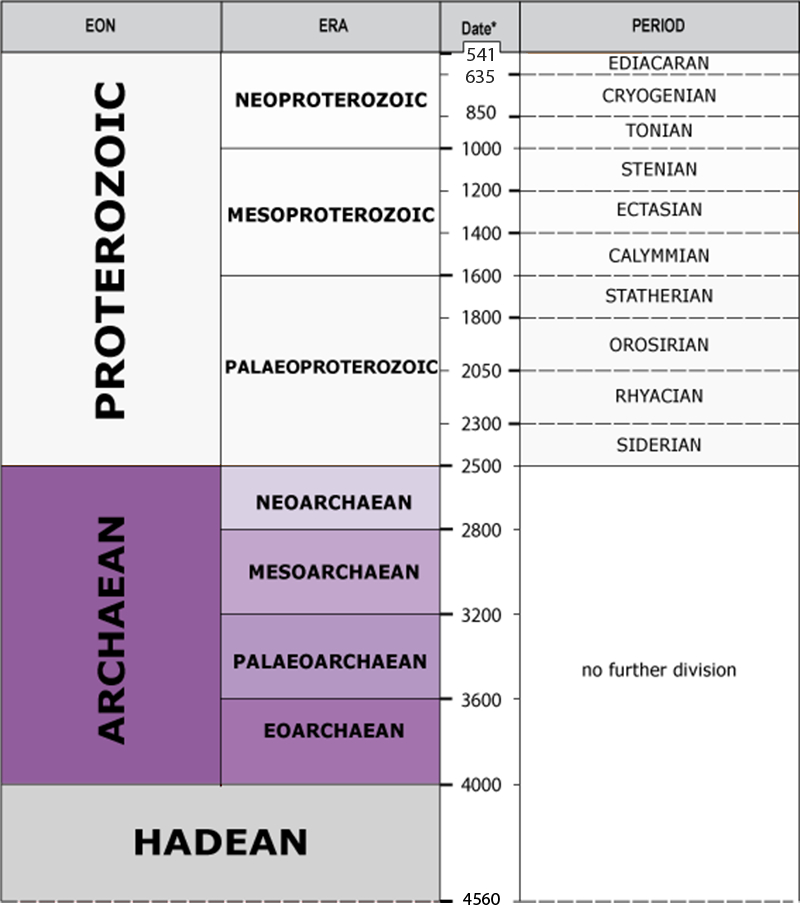 EON
ERA
Date*
PERIOD
541
EDIACARAN
635
PROTEROZOIC
NEOPROTEROZOIC
CRYOGENIAN
850
TONIAN
1000
STENIAN
1200
MESOPROTEROZOIC
ECTASIAN
1400
CALYMMIAN
1600
STATHERIAN
1800
OROSIRIAN
PALAEOPROTEROZOIC
2050
RHYACIAN
2300
SIDERIAN
2500
ARCHAEAN
NEOARCHAEAN
2800
MESOARCHAEAN
3200
PALAEOARCHAEAN
no further division
3600
EOARCHAEAN
4000
HADEAN
4560